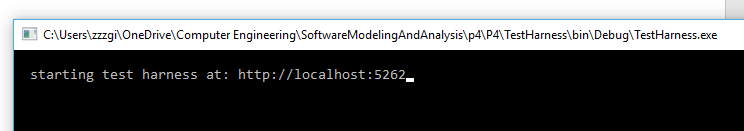 C:\Users\zzzgi\OneDrive\Computer Engineering\SoftwareModelingAndAnalysis\p4\P4\TestHarness\bin\Debug\TestHarness.exe
starting test harness at: http://localhost:5262